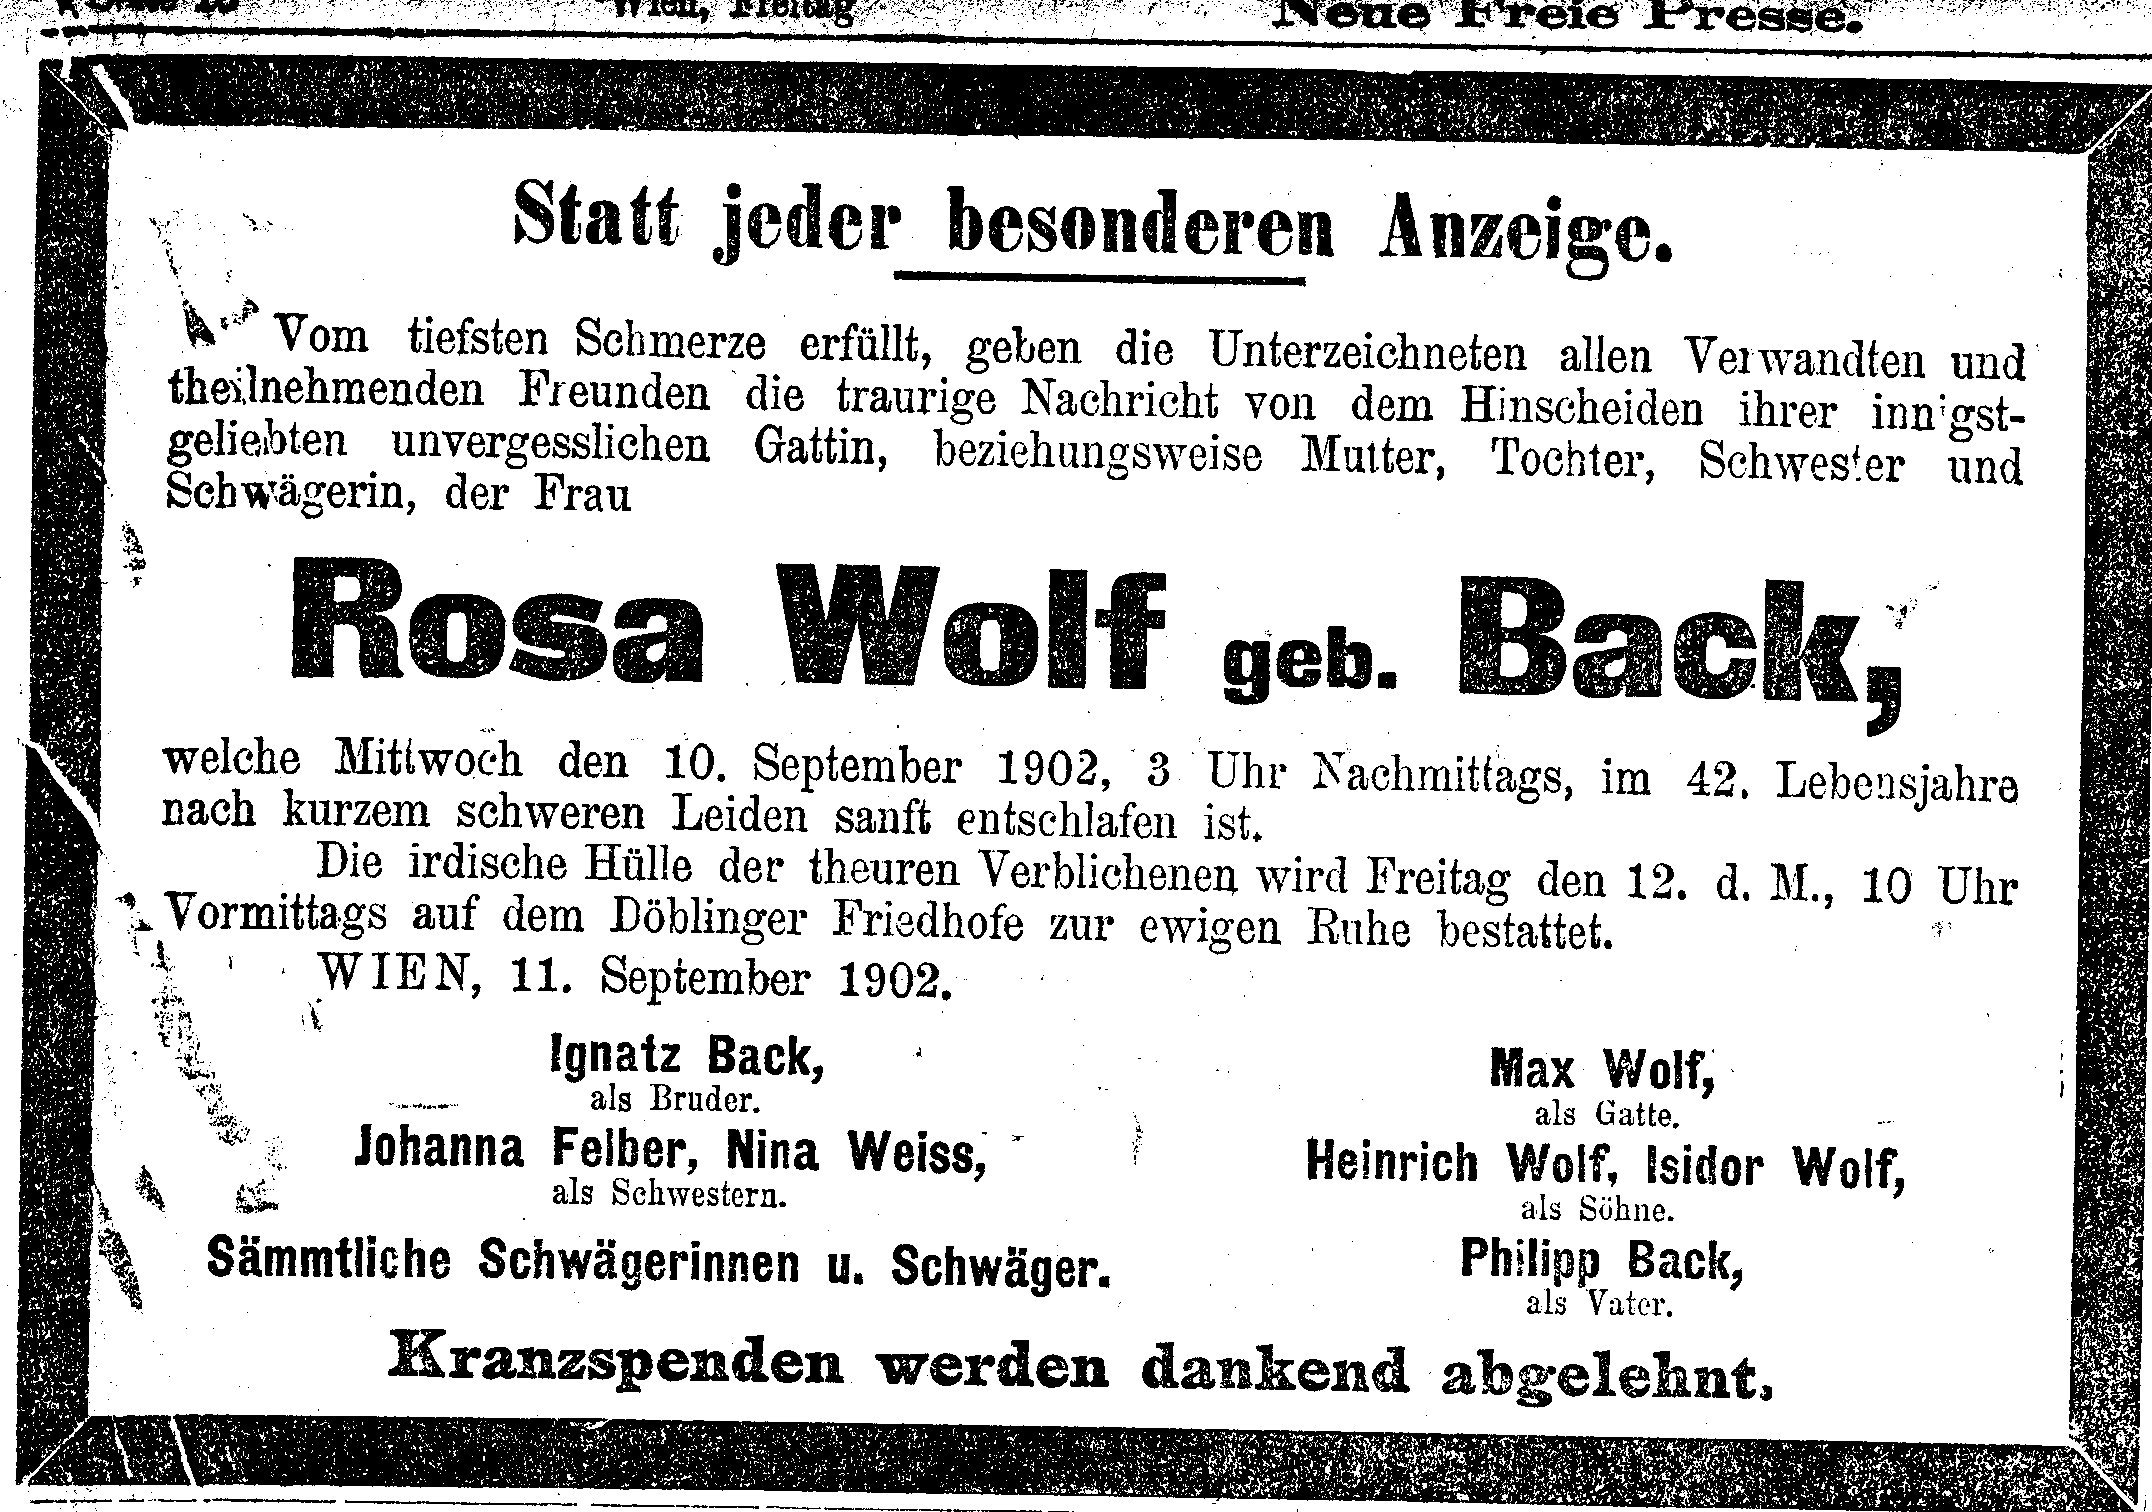 Wien, Freitag
Neue Freie Presse.
Statt jeder besonderen Anzeige.
Vom tiefsten Schmerze erfüllt, geben die Unterzeichneten allen Verwandten und
theilnehmenden Freunden die traurige Nachricht von dem Hinscheiden ihrer innigst-
geliebten unvergesslichen Gattin, beziehungsweise Mutter, Tochter, Schwester und
Schwägerin, der Frau
Rosa Wolf geb. Back,
welche Mittwoch den 10. September 1902, 3 Uhr Nachmittags, im 42. Lebensjahre
nach kurzem schweren Leiden sanft entschlafen ist.
Die irdische Hülle der theuren Verblichenen wird Freitag den 12. d. M., 10 Uhr
Vormittags auf dem Döblinger Friedhofe zur ewigen Ruhe bestattet.
WIEN, 11. September 1902.
Ignatz Back,
als Bruder.
Johanna Felber, Nina Weiss,
als Schwestern.
Sämmtliche Schwägerinnen u. Schwäger.
Max Wolf,
als Gatte.
Heinrich Wolf, Isidor Wolf,
als Söhne.
Philipp Back,
als Vater.
Kranzspenden werden dankend abgelehnt.